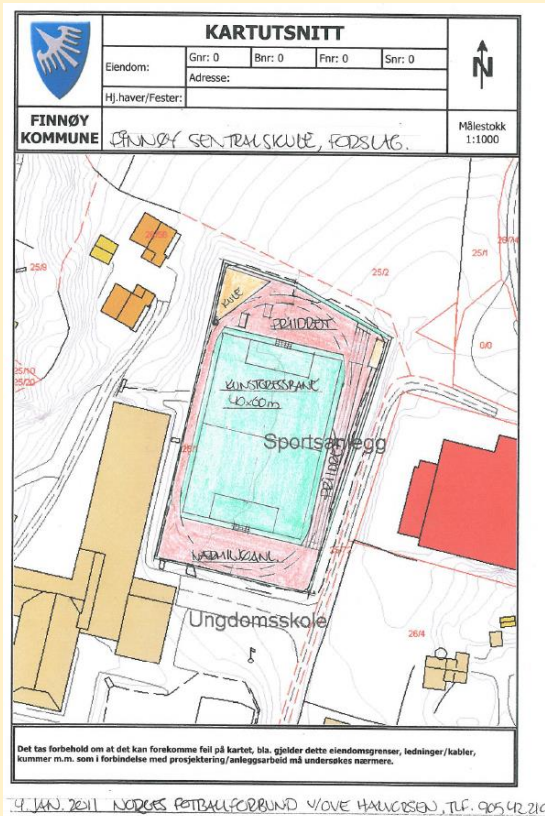 KARTUTSNITT
Eiendom:
Gnr: 0
Bnr: 0
Fnr: 0
Snr: 0
Adresse:
Hj.haver/Fester:
N
FINNØY
KOMMUNE
FINNØY SENTRALSKULE, FORSLAG.
Målestokk
1:1000
25/9
25/2
25/1
0/0
KULE
FRIIDRETT
KUNSTGRESSBANE
40x60m
Sportsanlegg
FRIIDRETT
NÆRMILJØANL.
Ungdomsskole
26/4
Det tas forbehold om at det kan forekomme feil på kartet, bla. gjelder dette eiendomsgrenser, ledninger/kabler,
kummer m.m. som i forbindelse med prosjektering/anleggsarbeid må undersøkes nærmere.
4. JAN. 2011 NORGES FOTBALLFORBUND V/OVE HALVORSEN, TLF. 905 42 210